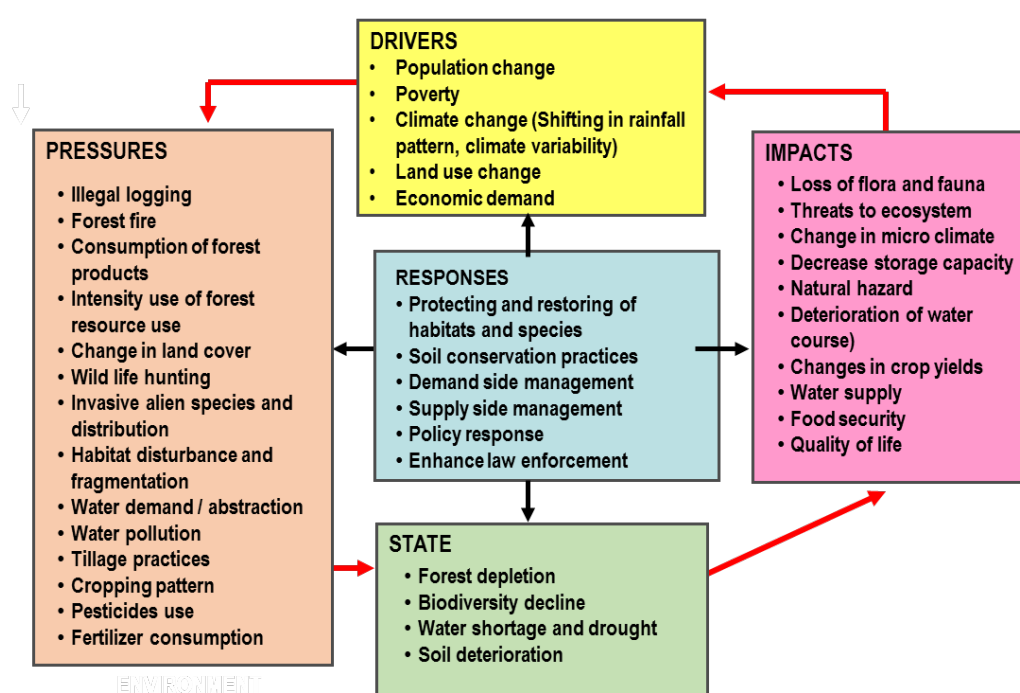 DRIVERS
• Population change
• Poverty
• Climate change (Shifting in rainfall
pattern, climate variability)
• Land use change
• Economic demand
PRESSURES
• Illegal logging
• Forest fire
• Consumption of forest
products
• Intensity use of forest
resource use
• Change in land cover
• Wild life hunting
• Invasive alien species and
distribution
• Habitat disturbance and
fragmentation
• Water demand / abstraction
• Water pollution
• Tillage practices
• Cropping pattern
• Pesticides use
• Fertilizer consumption
RESPONSES
• Protecting and restoring of
habitats and species
• Soil conservation practices
• Demand side management
• Supply side management
• Policy response
• Enhance law enforcement
IMPACTS
• Loss of flora and fauna
• Threats to ecosystem
• Change in micro climate
• Decrease storage capacity
• Natural hazard
• Deterioration of water
course)
• Changes in crop yields
• Water supply
• Food security
• Quality of life
STATE
• Forest depletion
• Biodiversity decline
• Water shortage and drought
• Soil deterioration
ENVIRONMENT